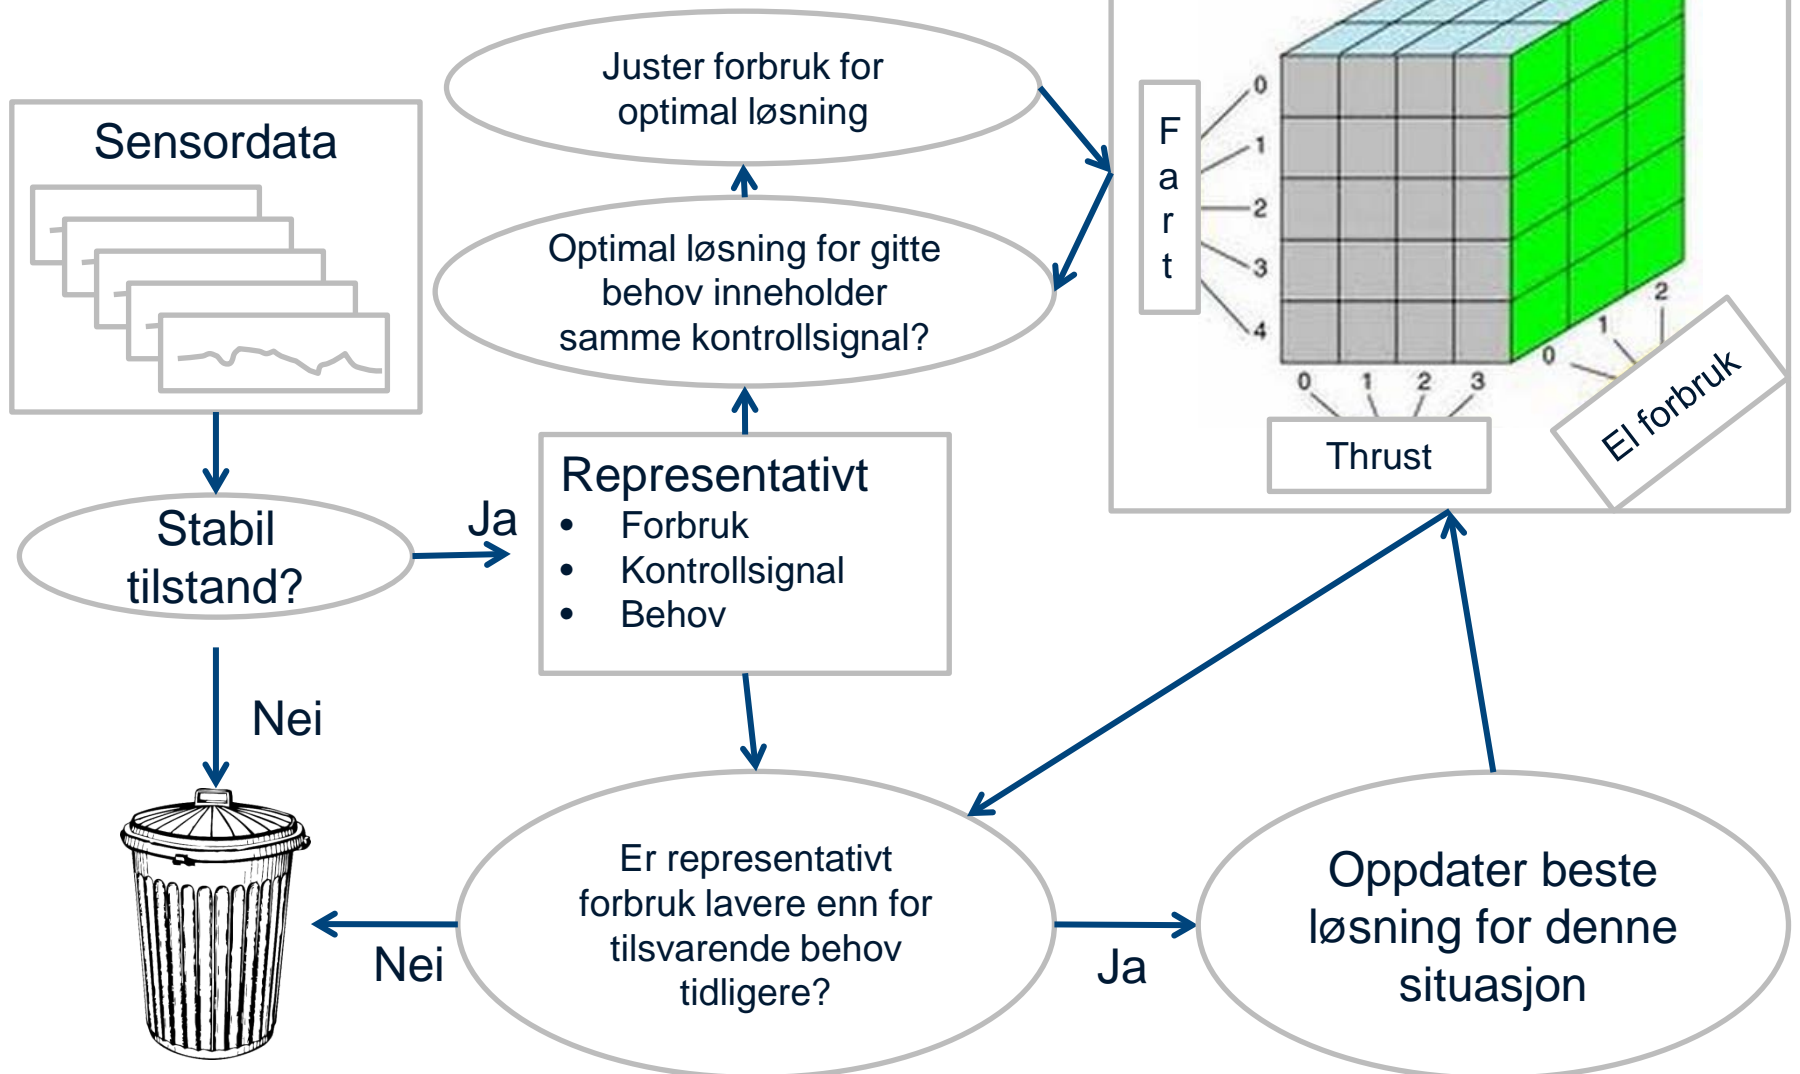 Sensordata
Juster forbruk for
optimal løsning
Optimal løsning for gitte
behov inneholder
samme kontrollsignal?
F
a
r
t
0
1
2
3
4
0
1
2
3
0
1
2
Thrust
El forbruk
Stabil
tilstand?
Ja
Representativt
• Forbruk
• Kontrollsignal
• Behov
Nei
Er representativt
forbruk lavere enn for
tilsvarende behov
tidligere?
Nei
Ja
Oppdater beste
løsning for denne
situasjon